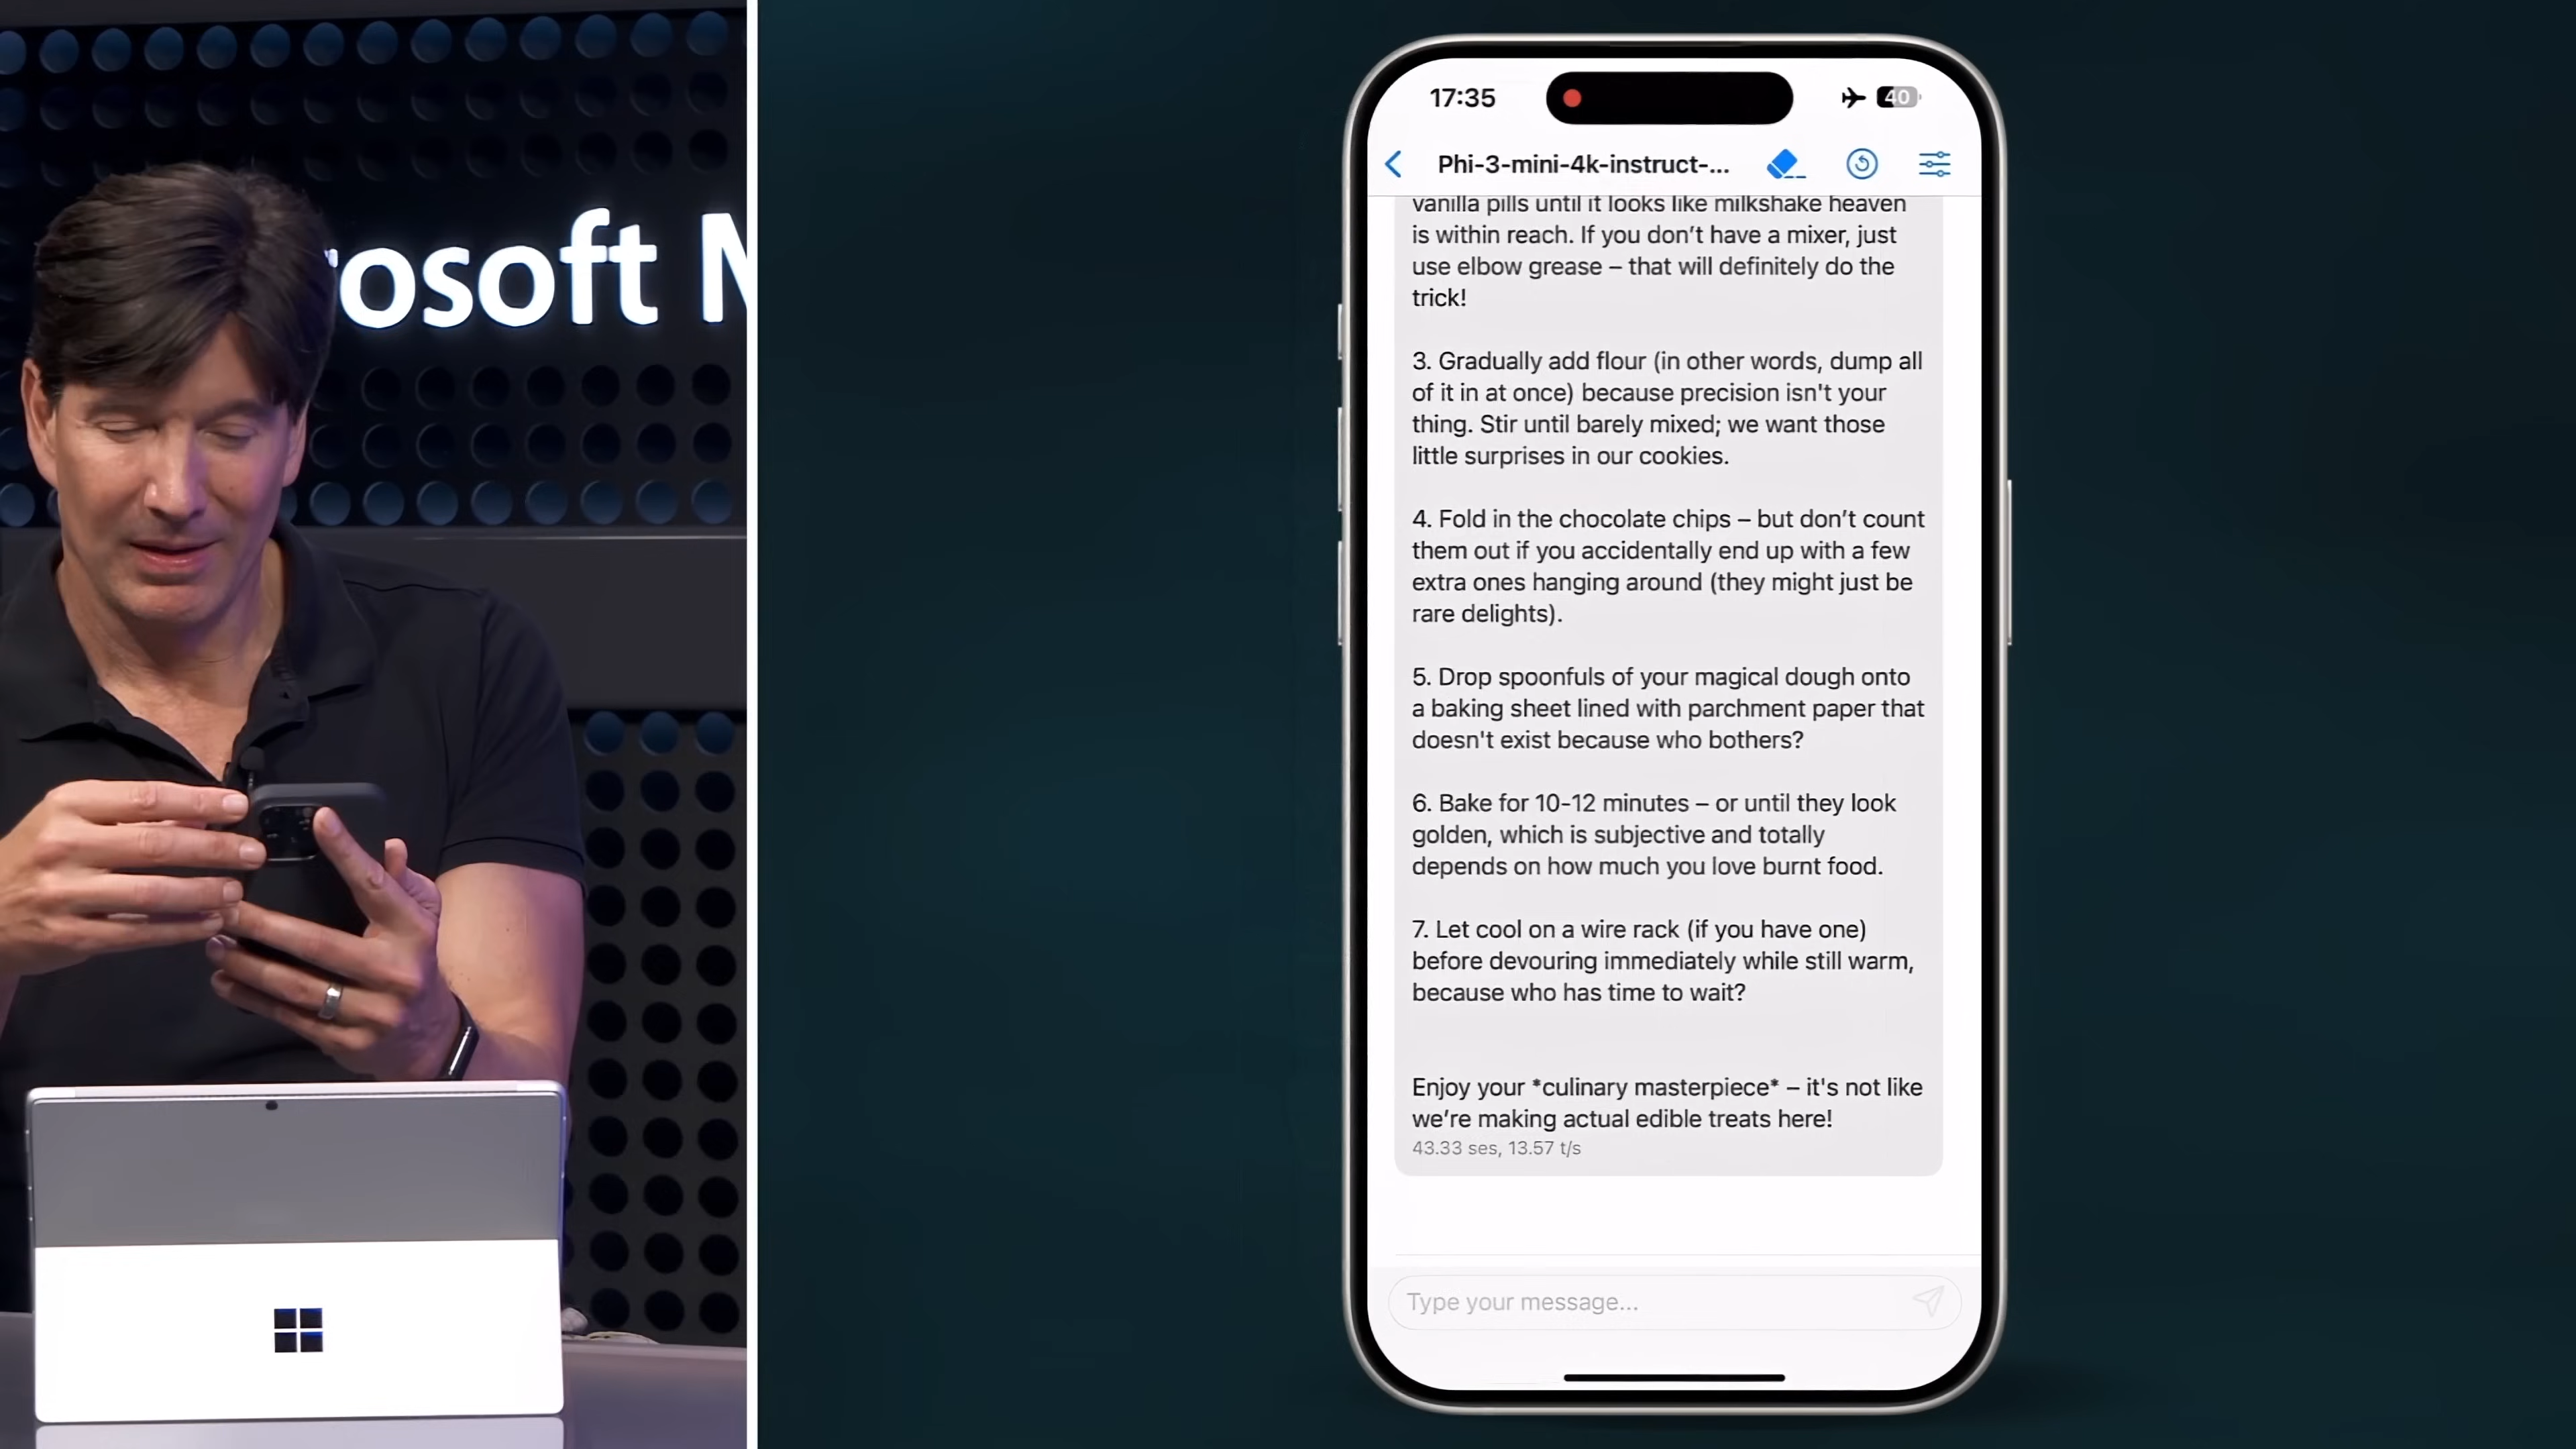 rosoft M
17:35
40
Phi-3-mini-4k-instruct-...
vanilla pills until it looks like milkshake heaven
is within reach. If you don’t have a mixer, just
use elbow grease – that will definitely do the
trick!
3. Gradually add flour (in other words, dump all
of it in at once) because precision isn't your
thing. Stir until barely mixed; we want those
little surprises in our cookies.
4. Fold in the chocolate chips – but don’t count
them out if you accidentally end up with a few
extra ones hanging around (they might just be
rare delights).
5. Drop spoonfuls of your magical dough onto
a baking sheet lined with parchment paper that
doesn't exist because who bothers?
6. Bake for 10-12 minutes – or until they look
golden, which is subjective and totally
depends on how much you love burnt food.
7. Let cool on a wire rack (if you have one)
before devouring immediately while still warm,
because who has time to wait?
Enjoy your *culinary masterpiece* – it's not like
we’re making actual edible treats here!
43.33 ses, 13.57 t/s
Type your message...